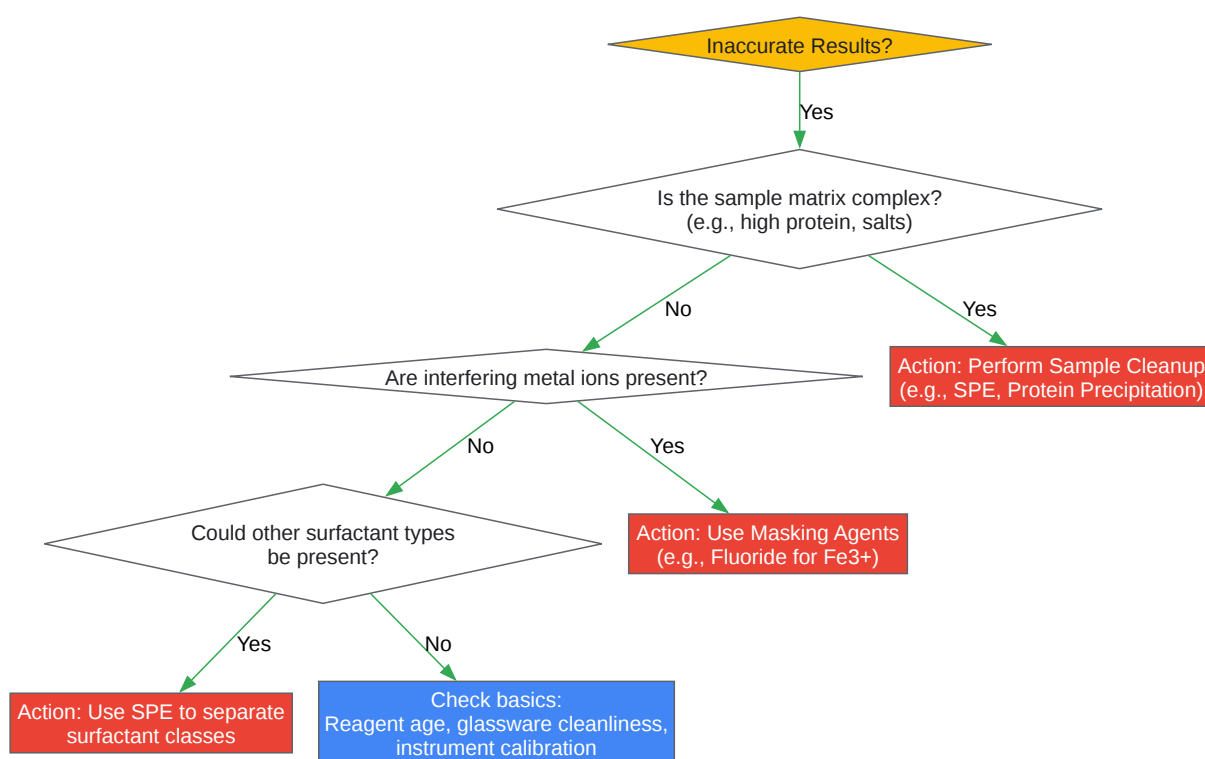 Inaccurate Results?
Yes
Is the sample matrix complex?
(e.g., high protein, salts)
No
Yes
Action: Perform Sample Cleanup
(e.g., SPE, Protein Precipitation)
Are interfering metal ions present?
No
Yes
Could other surfactant types
be present?
Action: Use Masking Agents
(e.g., Fluoride for Fe3+)
Yes
No
Action: Use SPE to separate
surfactant classes
Check basics:
Reagent age, glassware cleanliness,
instrument calibration